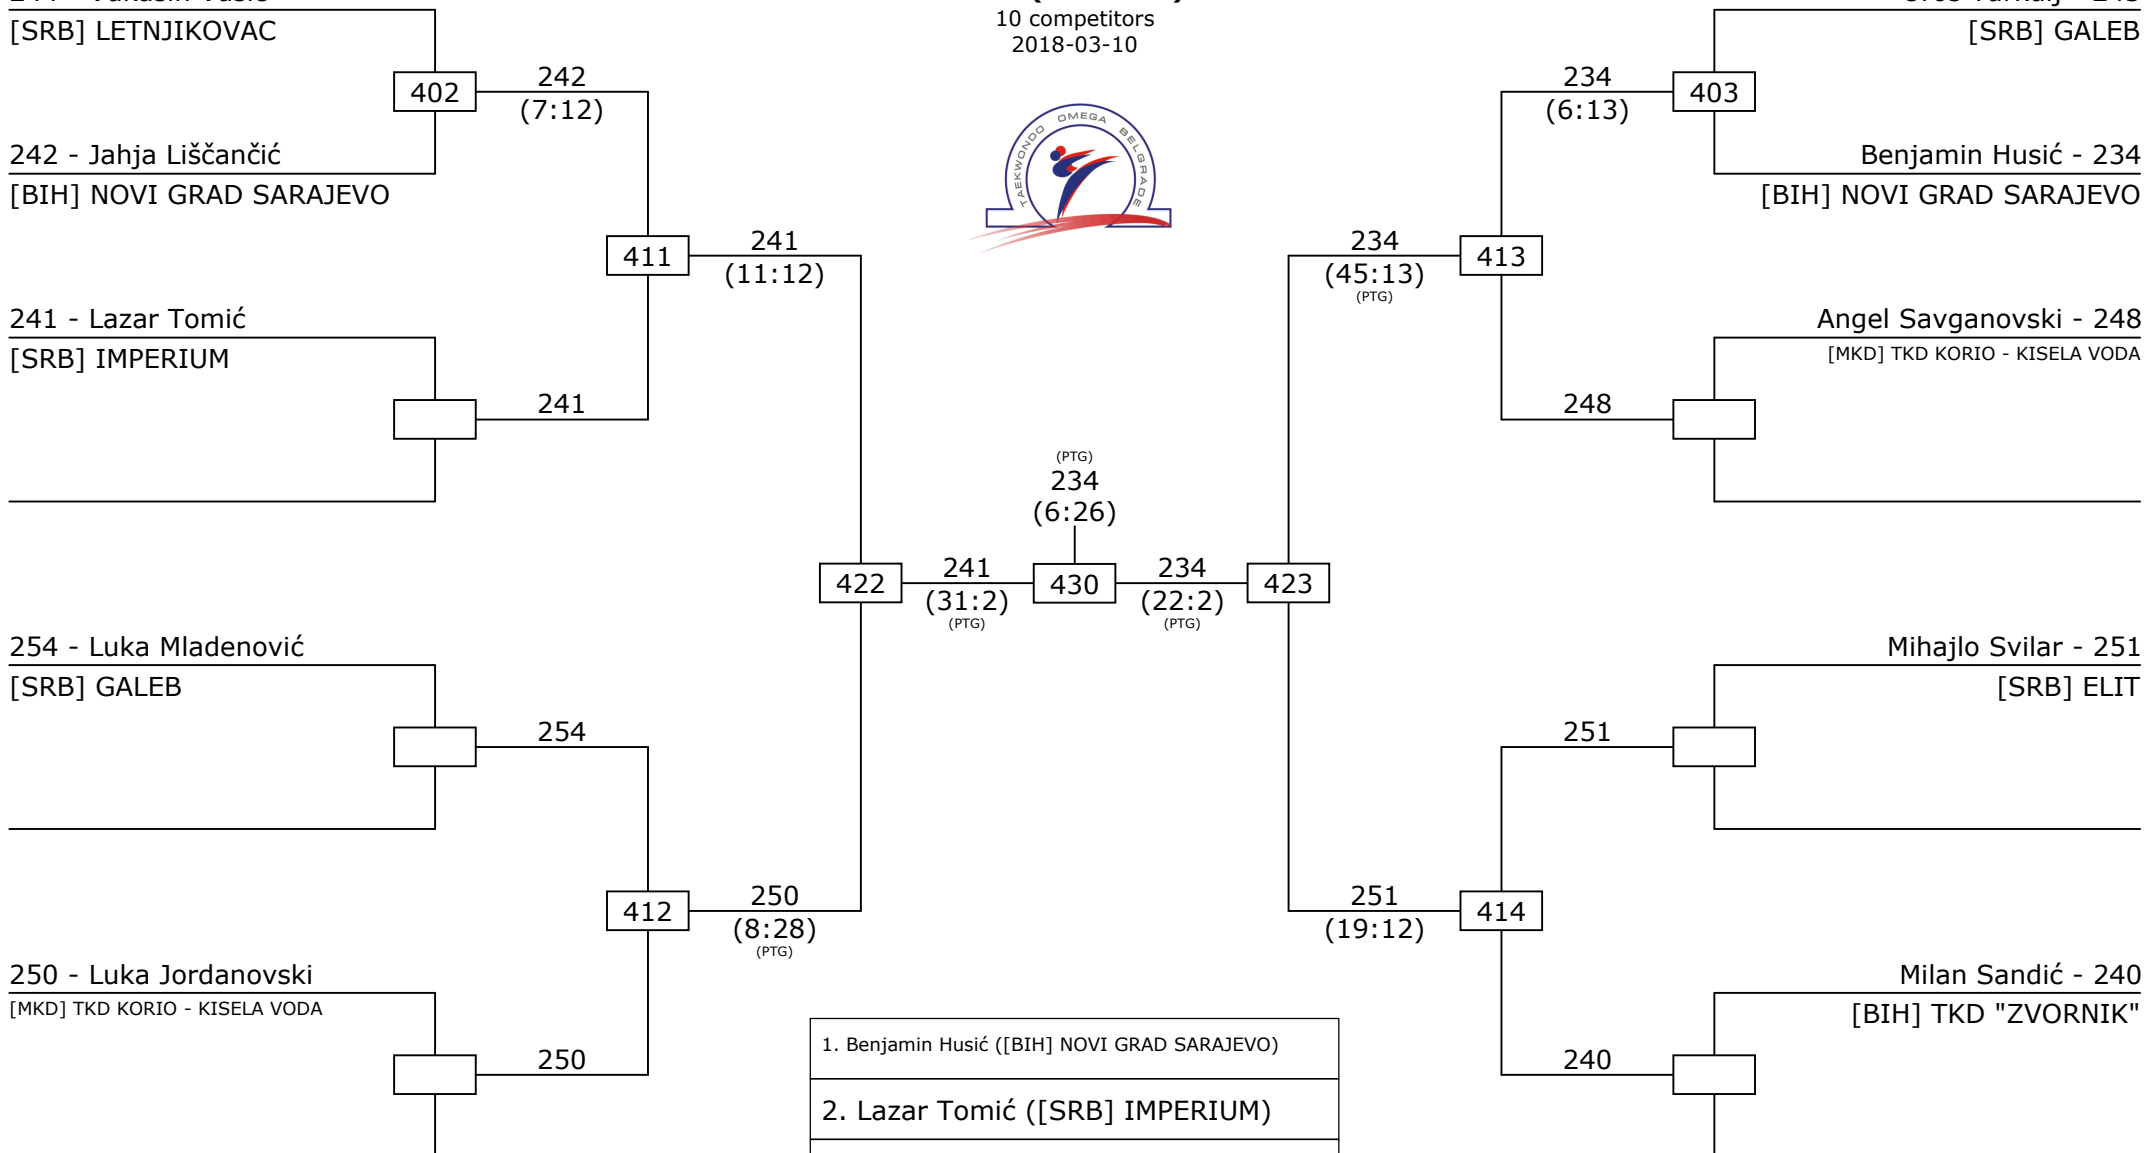 [SRB] LETNJIKOVAC
10 competitors
2018-03-10
[SRB] GALEB
402
242
(7:12)
234
(6:13)
403
242 - Jahja Liščančić
[BIH] NOVI GRAD SARAJEVO
TAEKWONDO OMEGA BELGRADE
Benjamin Husić - 234
[BIH] NOVI GRAD SARAJEVO
411
241
(11:12)
234
(45:13)
(PTG)
413
241 - Lazar Tomić
[SRB] IMPERIUM
Angel Savganovski - 248
[MKD] TKD KORIO - KISELA VODA
241
248
(PTG)
234
(6:26)
422
241
(31:2)
(PTG)
430
234
(22:2)
(PTG)
423
254 - Luka Mladenović
[SRB] GALEB
Mihajlo Svilar - 251
[SRB] ELIT
254
251
412
250
(8:28)
(PTG)
251
(19:12)
414
250 - Luka Jordanovski
[MKD] TKD KORIO - KISELA VODA
Milan Sandić - 240
[BIH] TKD "ZVORNIK"
250
240
1. Benjamin Husić ([BIH] NOVI GRAD SARAJEVO)
2. Lazar Tomić ([SRB] IMPERIUM)